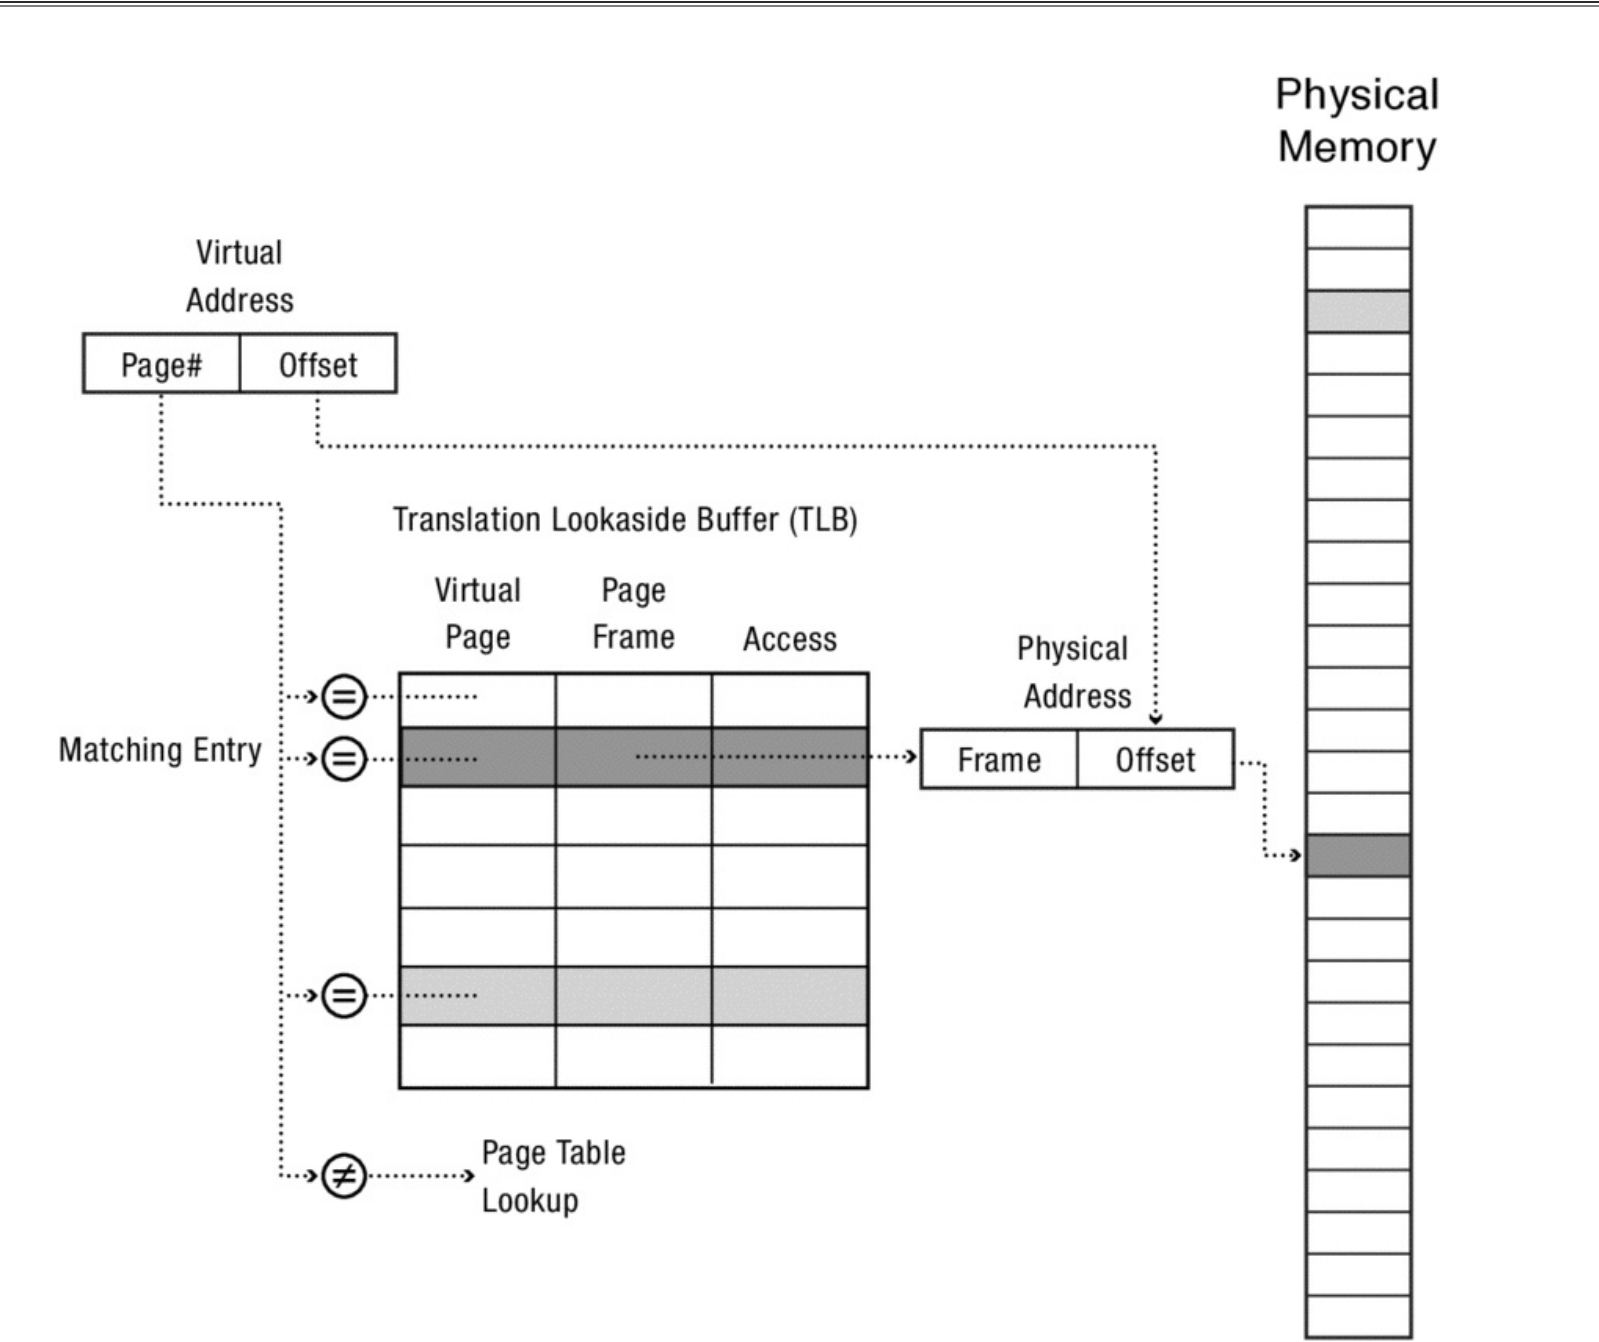 Physical
Memory
Virtual
Address
Page# Offset
Translation Lookaside Buffer (TLB)
Virtual
Page
Page
Frame
Access
Physical
Address
=
Matching Entry
=
Frame Offset
=
≠
Page Table
Lookup